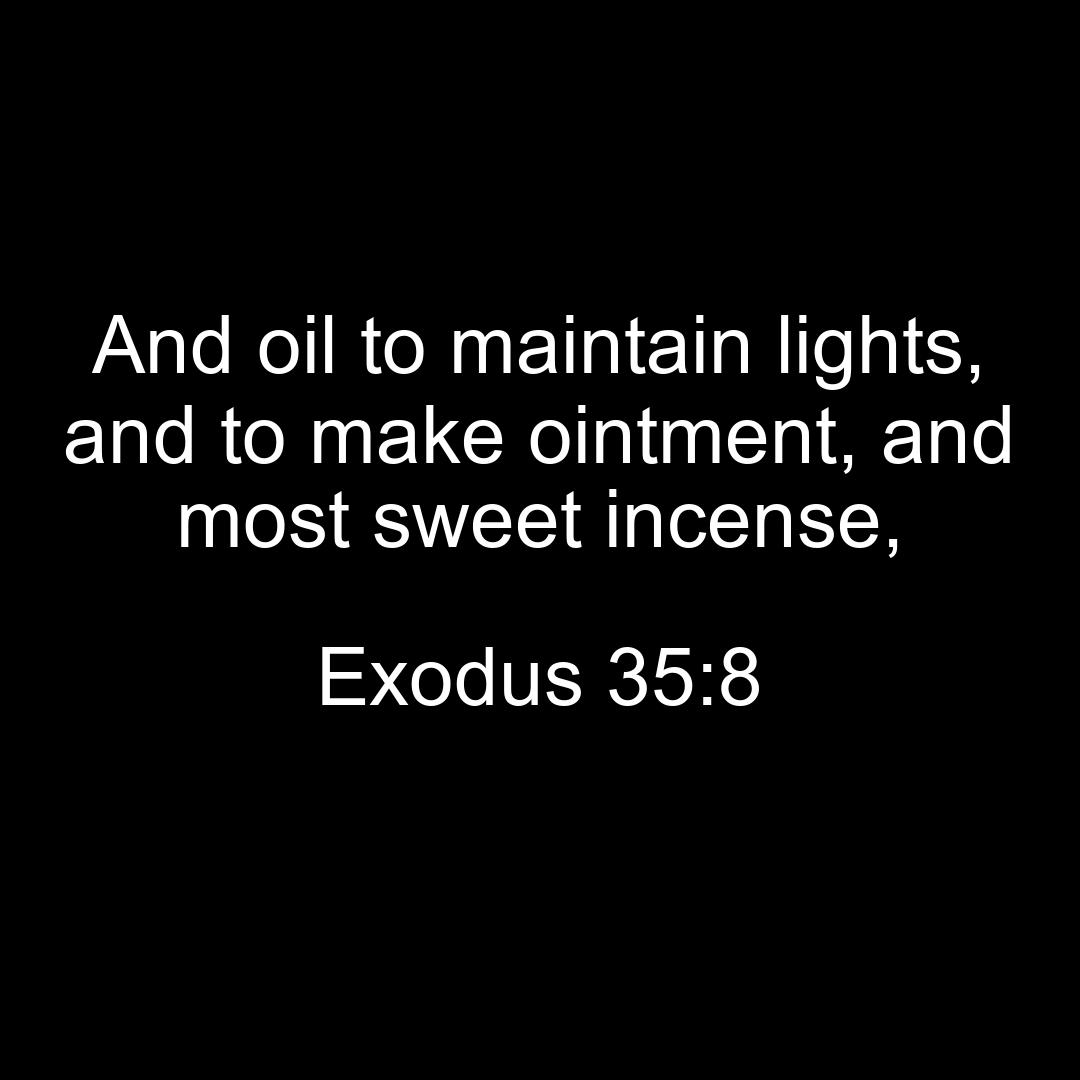 And oil to maintain lights,
and to make ointment, and
most sweet incense,
Exodus 35:8